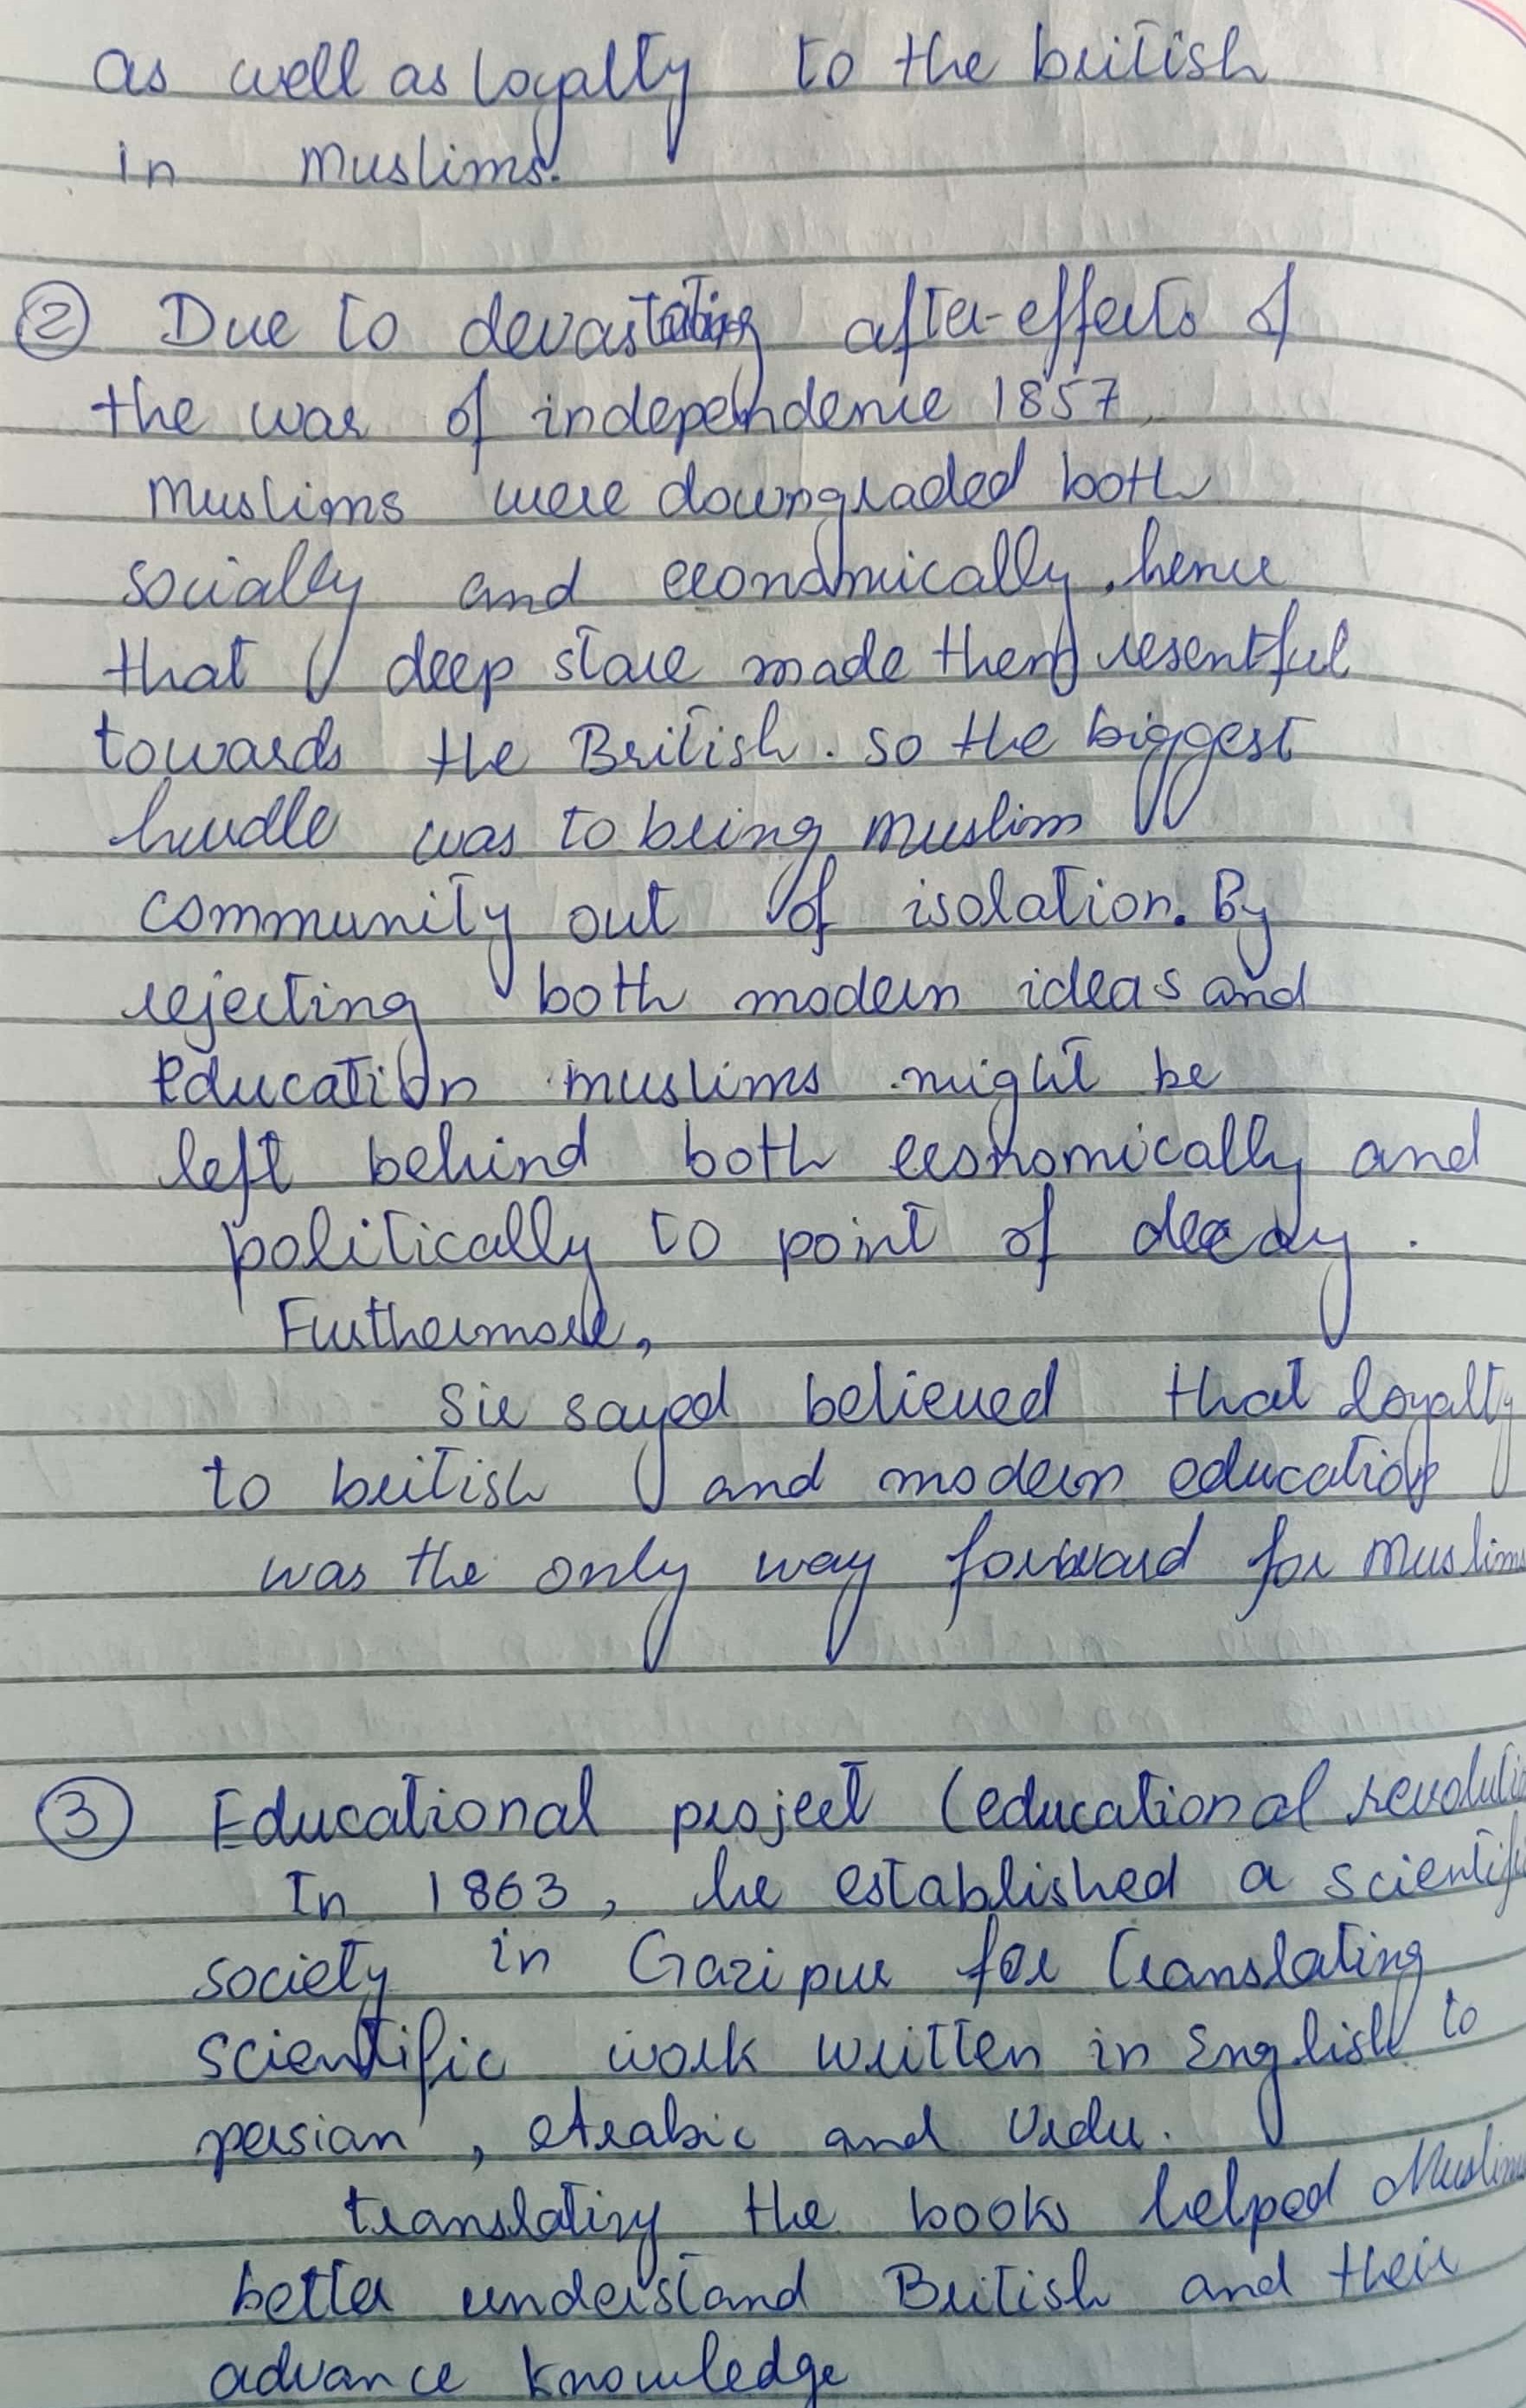 as well as loyalty to the british
in Muslims.
② Due to devastating after-effects of
the war of independence 1857,
Muslims were downgraded both
socially and economically, hence
that deep stare made them resentful
towards the British. so the biggest
hurdle was to bring muslim
community out of isolation. By
rejecting both modern ideas and
Education muslims might be
left behind both economically and
politically to point of decay.
Furthermore,
Sir sayed believed that loyalty
to british and modern education
was the only way forward for Muslims
③ Educational project (educational revolutio
In 1863, he established a scientifi
society in Gazipur for translating
scientific work written in English to
persian, Arabic and Urdu.
translating the books helped Muslims
better understand British and their
advance knowledge